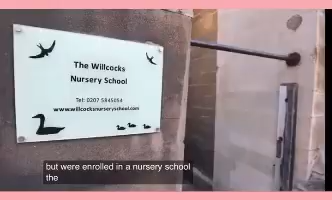 The Willcocks
Nursery School
Tel: 0207 5845054
www.willcocksnurseryschool.com
but were enrolled in a nursery school
the